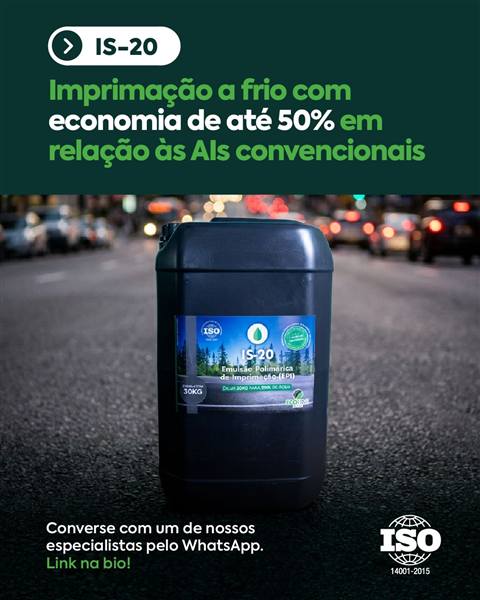 IS-20
Imprimação a frio com
economia de até 50% em
relação às AIs convencionais
ISO
IS-20
Emulsão Polimérica
de Imprimação (EPI)
30KG
Converse com um de nossos
especialistas pelo WhatsApp.
Link na bio!
ISO
14001-2015